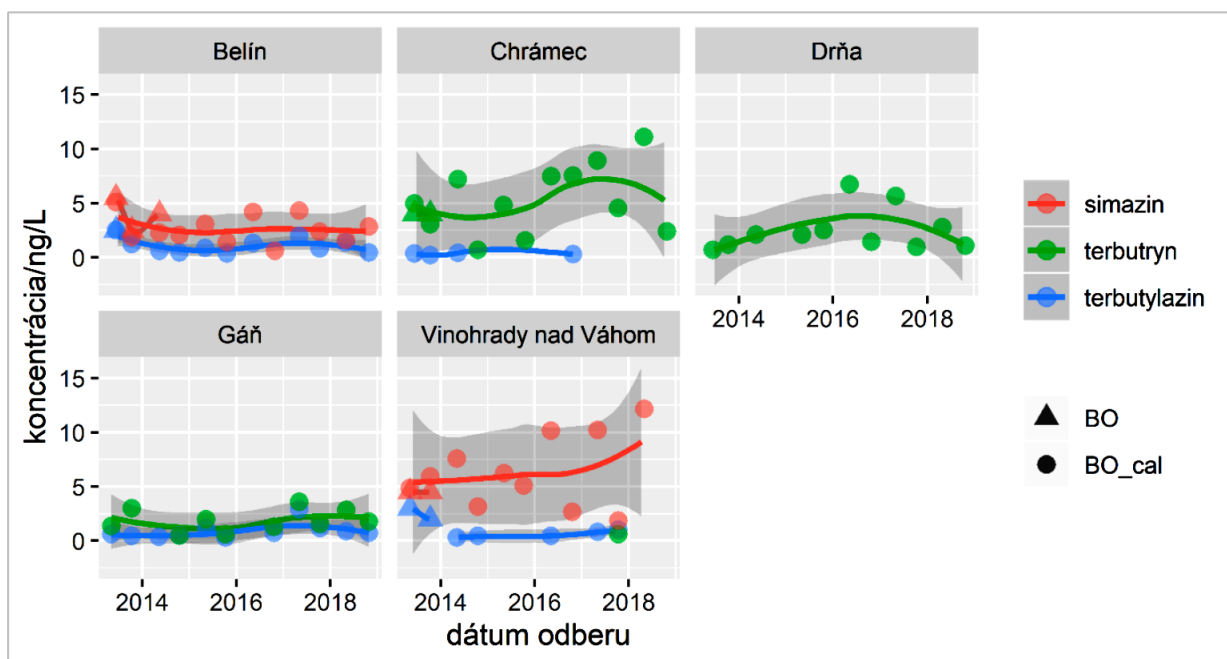 Belín
Chrámec
Drňa
15
10
5
0
2014
2016
2018
Gáň
Vinohrady nad Váhom
15
10
5
0
2014
2016
2018
2014
2016
2018
koncentrácia/ng/L
dátum odberu
simazin
terbutryn
terbutylazin
BO
BO_cal